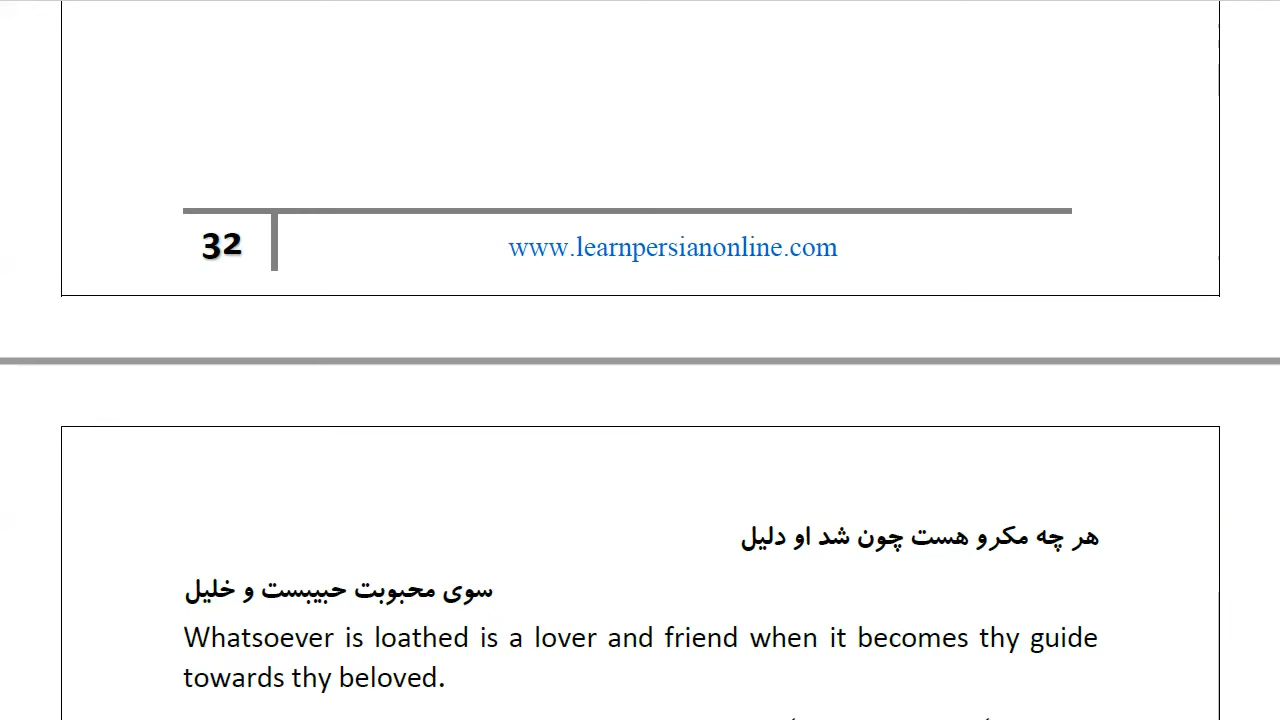 32
www.learnpersianonline.com
هر چه مکرو هست چون شد او دلیل
سوی محبوبت حبیبست و خلیل
Whatsoever is loathed is a lover and friend when it becomes thy guide
towards thy beloved.